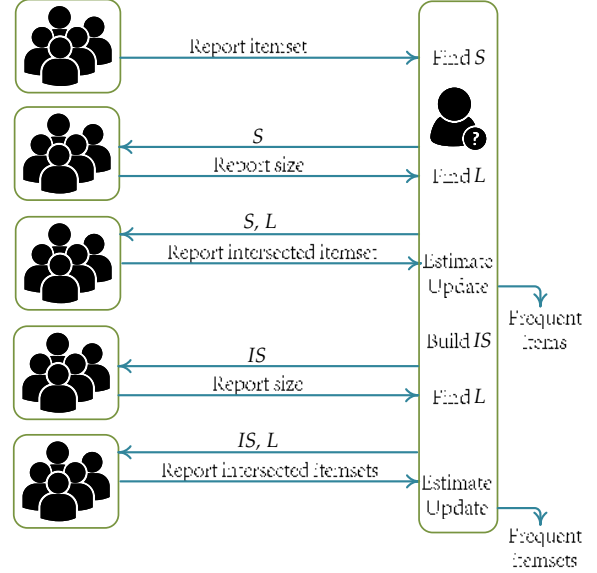 Report itemset
Find S
S
?
Report size
Find L
S, L
Report intersected itemset
Estimate
Update
Frequent
items
Build IS
IS
Report size
Find L
IS, L
Report intersected itemsets
Estimate
Update
Frequent
itemsets